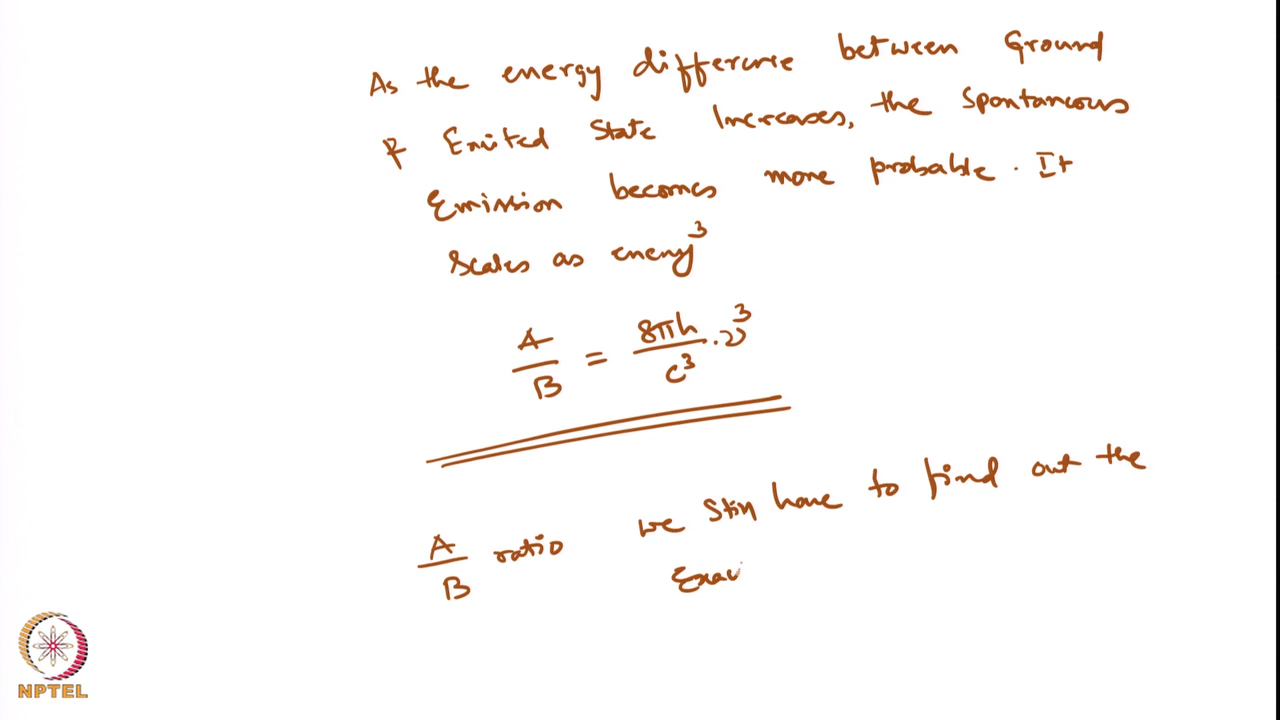 As the energy difference between Ground
& Excited State Increases, the Spontaneous
Emission becomes more probable. It
Scales as energy³
A/B = 8πh/c³ . ν³
A/B ratio we still have to find out the
Exac
NPTEL